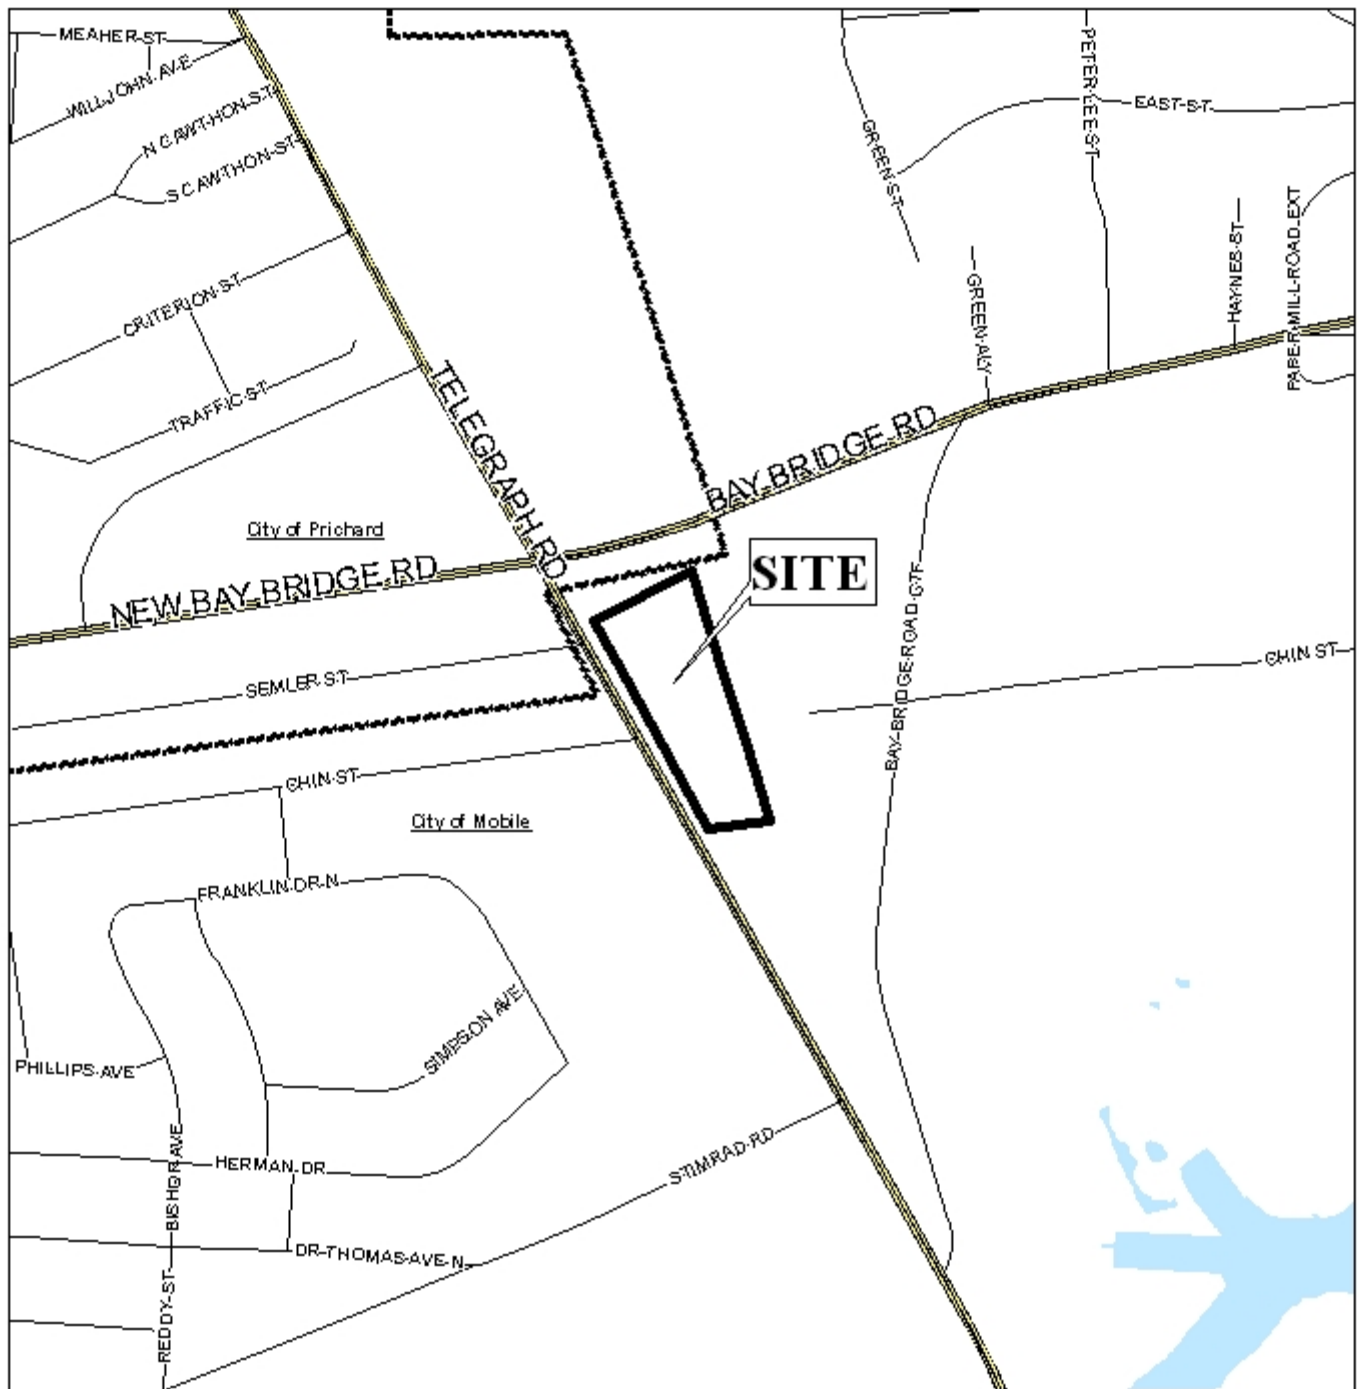 MEAHER ST
WILLJOHN AVE
N CAWTHON ST
S CAWTHON ST
PETER LEE ST
EAST ST
GREEN ST
HAYNES ST
PAPER MILL ROAD EXT
GREEN ALY
CRITERION ST
TRAFFIC ST
TELEGRAPH RD
BAY BRIDGE RD
City of Prichard
SITE
NEW BAY BRIDGE RD
BAY BRIDGE ROAD CTF
SEMLER ST
CHIN ST
CHIN ST
City of Mobile
FRANKLIN DR N
SIMPSON AVE
PHILLIPS AVE
BISHOP AVE
HERMAN DR
STIMRAD RD
DR THOMAS AVE N
REDDY ST